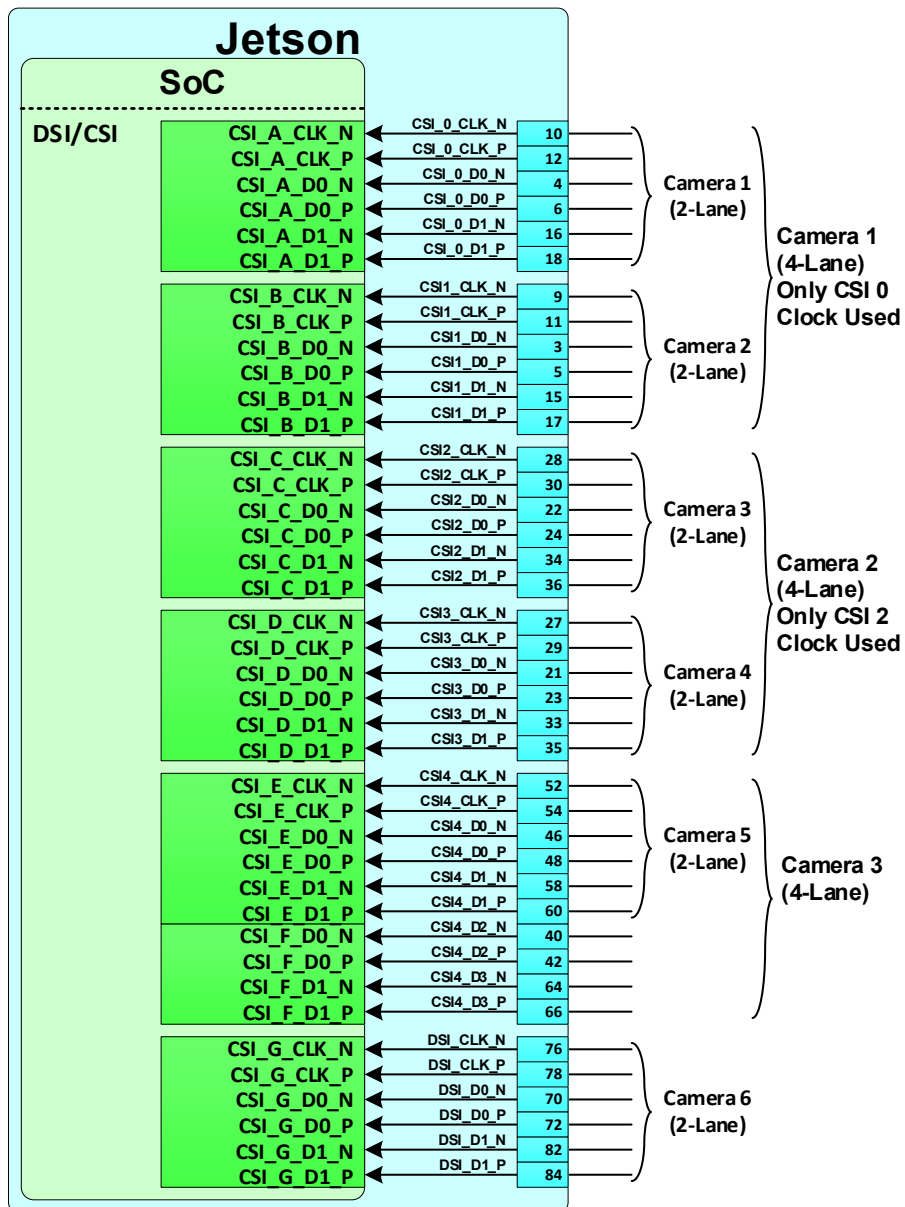 Jetson
SoC
DSI/CSI
CSI_A_CLK_N CSI_0_CLK_N 10
CSI_A_CLK_P CSI_0_CLK_P 12
CSI_A_D0_N CSI_0_D0_N 4
CSI_A_D0_P CSI_0_D0_P 6
CSI_A_D1_N CSI_0_D1_N 16
CSI_A_D1_P CSI_0_D1_P 18
Camera 1
(2-Lane)
CSI_B_CLK_N CSI1_CLK_N 9
CSI_B_CLK_P CSI1_CLK_P 11
CSI_B_D0_N CSI1_D0_N 3
CSI_B_D0_P CSI1_D0_P 5
CSI_B_D1_N CSI1_D1_N 15
CSI_B_D1_P CSI1_D1_P 17
Camera 2
(2-Lane)
Camera 1
(4-Lane)
Only CSI 0
Clock Used
CSI_C_CLK_N CSI2_CLK_N 28
CSI_C_CLK_P CSI2_CLK_P 30
CSI_C_D0_N CSI2_D0_N 22
CSI_C_D0_P CSI2_D0_P 24
CSI_C_D1_N CSI2_D1_N 34
CSI_C_D1_P CSI2_D1_P 36
Camera 3
(2-Lane)
CSI_D_CLK_N CSI3_CLK_N 27
CSI_D_CLK_P CSI3_CLK_P 29
CSI_D_D0_N CSI3_D0_N 21
CSI_D_D0_P CSI3_D0_P 23
CSI_D_D1_N CSI3_D1_N 33
CSI_D_D1_P CSI3_D1_P 35
Camera 4
(2-Lane)
Camera 2
(4-Lane)
Only CSI 2
Clock Used
CSI_E_CLK_N CSI4_CLK_N 52
CSI_E_CLK_P CSI4_CLK_P 54
CSI_E_D0_N CSI4_D0_N 46
CSI_E_D0_P CSI4_D0_P 48
CSI_E_D1_N CSI4_D1_N 58
CSI_E_D1_P CSI4_D1_P 60
Camera 5
(2-Lane)
CSI_F_D0_N CSI4_D2_N 40
CSI_F_D0_P CSI4_D2_P 42
CSI_F_D1_N CSI4_D3_N 64
CSI_F_D1_P CSI4_D3_P 66
Camera 3
(4-Lane)
CSI_G_CLK_N DSI_CLK_N 76
CSI_G_CLK_P DSI_CLK_P 78
CSI_G_D0_N DSI_D0_N 70
CSI_G_D0_P DSI_D0_P 72
CSI_G_D1_N DSI_D1_N 82
CSI_G_D1_P DSI_D1_P 84
Camera 6
(2-Lane)